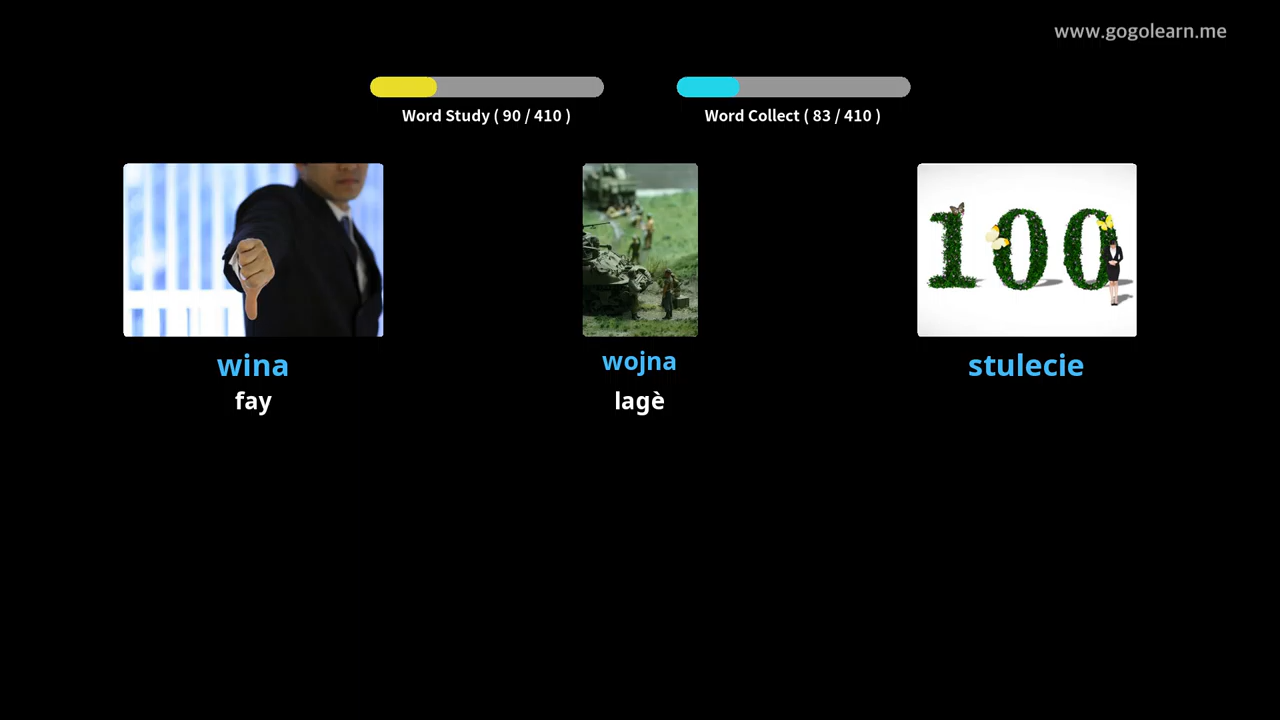 www.gogolearn.me
Word Study ( 90 / 410 )
Word Collect ( 83 / 410 )
100
wina
wojna
stulecie
fay
lagè